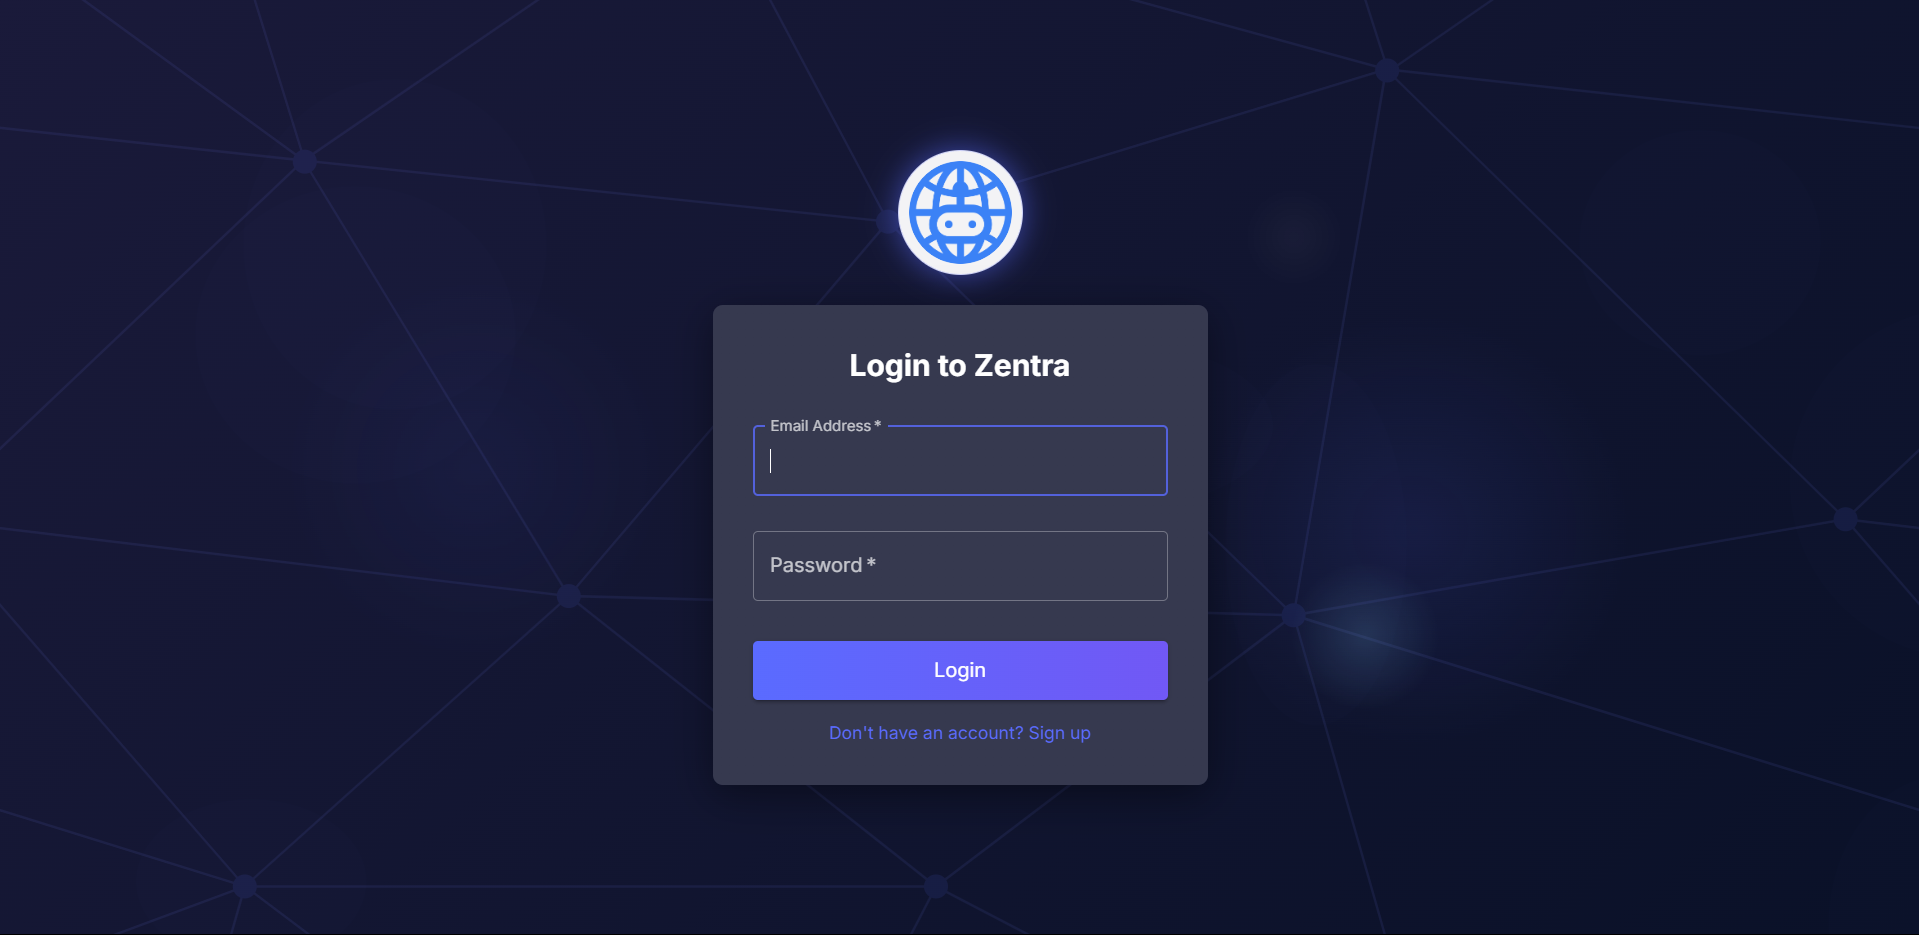 Login to Zentra
Email Address *
Password *
Login
Don't have an account? Sign up